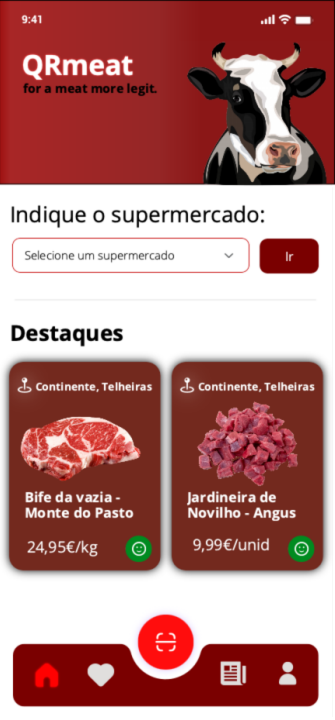 9:41
QRmeat
for a meat more legit.
Indique o supermercado:
Selecione um supermercado
Ir
Destaques
Continente, Telheiras
Bife da vazia -
Monte do Pasto
24,95€/kg
Continente, Telheiras
Jardineira de
Novilho - Angus
9,99€/unid